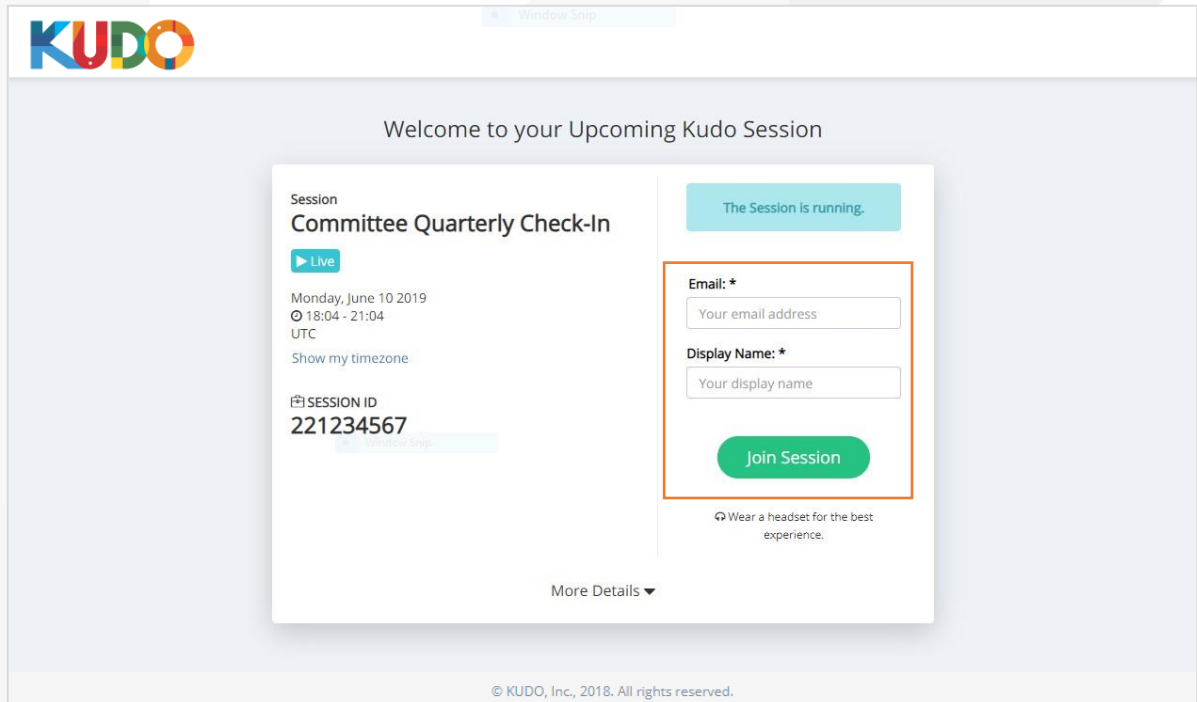 Window Snip
KUDO
Welcome to your Upcoming Kudo Session
Session
Committee Quarterly Check-In
Live
Monday, June 10 2019
18:04 - 21:04
UTC
Show my timezone
SESSION ID
221234567
Window Snip
The Session is running.
Email: *
Your email address
Display Name: *
Your display name
Join Session
Wear a headset for the best
experience.
More Details
© KUDO, Inc., 2018. All rights reserved.